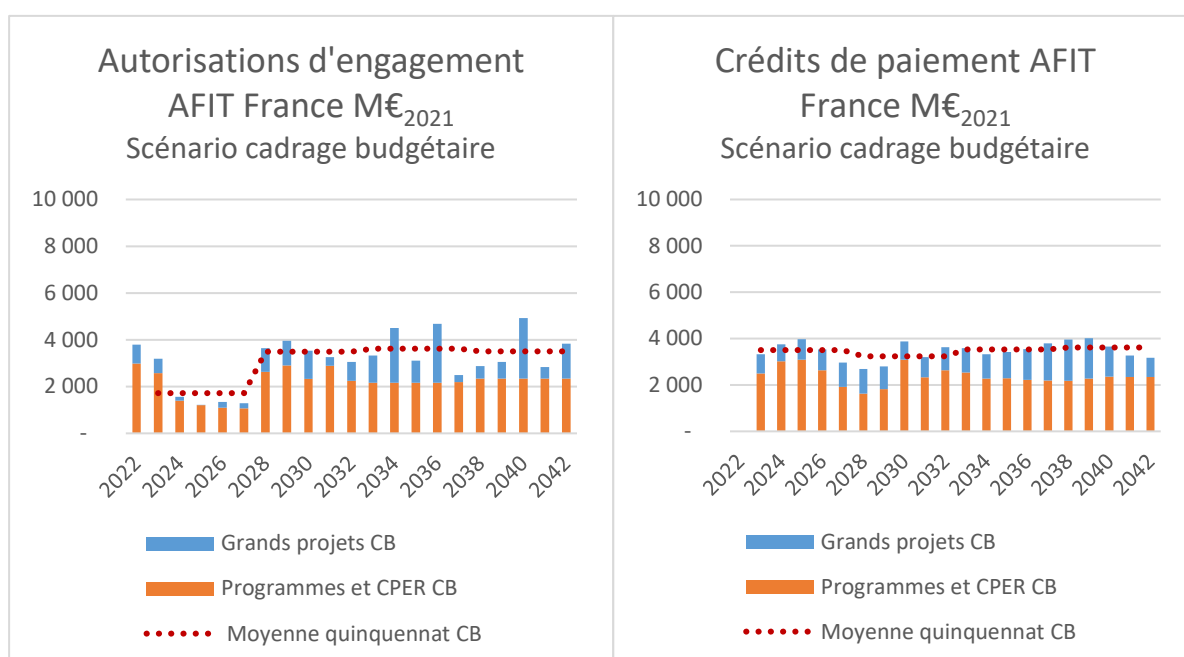 Autorisations d'engagement
AFIT France M€2021
Scénario cadrage budgétaire
10 000
8 000
6 000
4 000
2 000
-
2022
2024
2026
2028
2030
2032
2034
2036
2038
2040
2042
Grands projets CB
Programmes et CPER CB
Moyenne quinquennat CB
Crédits de paiement AFIT
France M€2021
Scénario cadrage budgétaire
10 000
8 000
6 000
4 000
2 000
-
2022
2024
2026
2028
2030
2032
2034
2036
2038
2040
2042
Grands projets CB
Programmes et CPER CB
Moyenne quinquennat CB